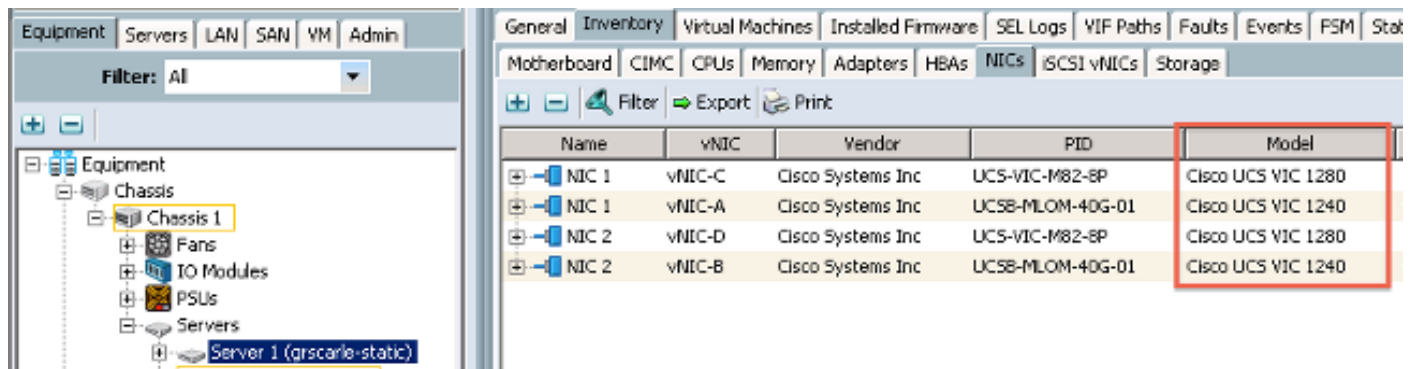 Equipment Servers LAN SAN VM Admin
Filter: All
Equipment
Chassis
Chassis 1
Fans
IO Modules
PSUs
Servers
Server 1 (grscarle-static)
General Inventory Virtual Machines Installed Firmware SEL Logs VIF Paths Faults Events FSM Stat
Motherboard CIMC CPUs Memory Adapters HBAs NICs iSCSI vNICs Storage
Filter Export Print
Name vNIC Vendor PID Model
NIC 1 vNIC-C Cisco Systems Inc UCS-VIC-M82-8P Cisco UCS VIC 1280
NIC 1 vNIC-A Cisco Systems Inc UCSB-MLOM-40G-01 Cisco UCS VIC 1240
NIC 2 vNIC-D Cisco Systems Inc UCS-VIC-M82-8P Cisco UCS VIC 1280
NIC 2 vNIC-B Cisco Systems Inc UCSB-MLOM-40G-01 Cisco UCS VIC 1240